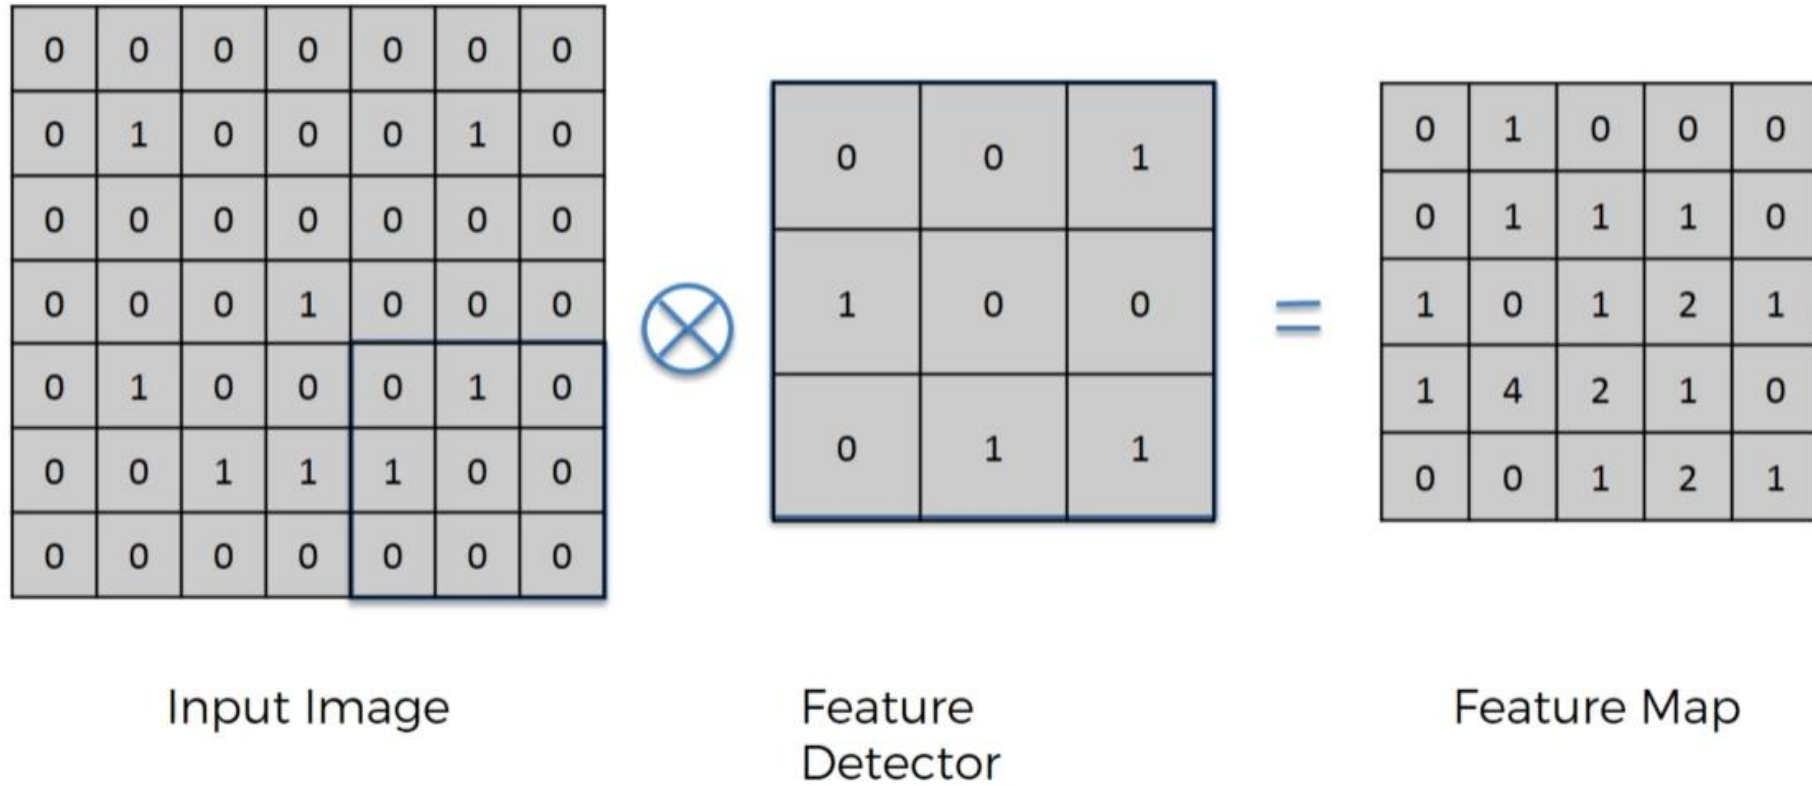 0 0 0 0 0 0 0
0 1 0 0 0 1 0
0 0 0 0 0 0 0
0 0 0 1 0 0 0
0 1 0 0 0 1 0
0 0 1 1 1 0 0
0 0 0 0 0 0 0
Input Image
0 0 1
1 0 0
0 1 1
Feature
Detector
=
0 1 0 0 0
0 1 1 1 0
1 0 1 2 1
1 4 2 1 0
0 0 1 2 1
Feature Map